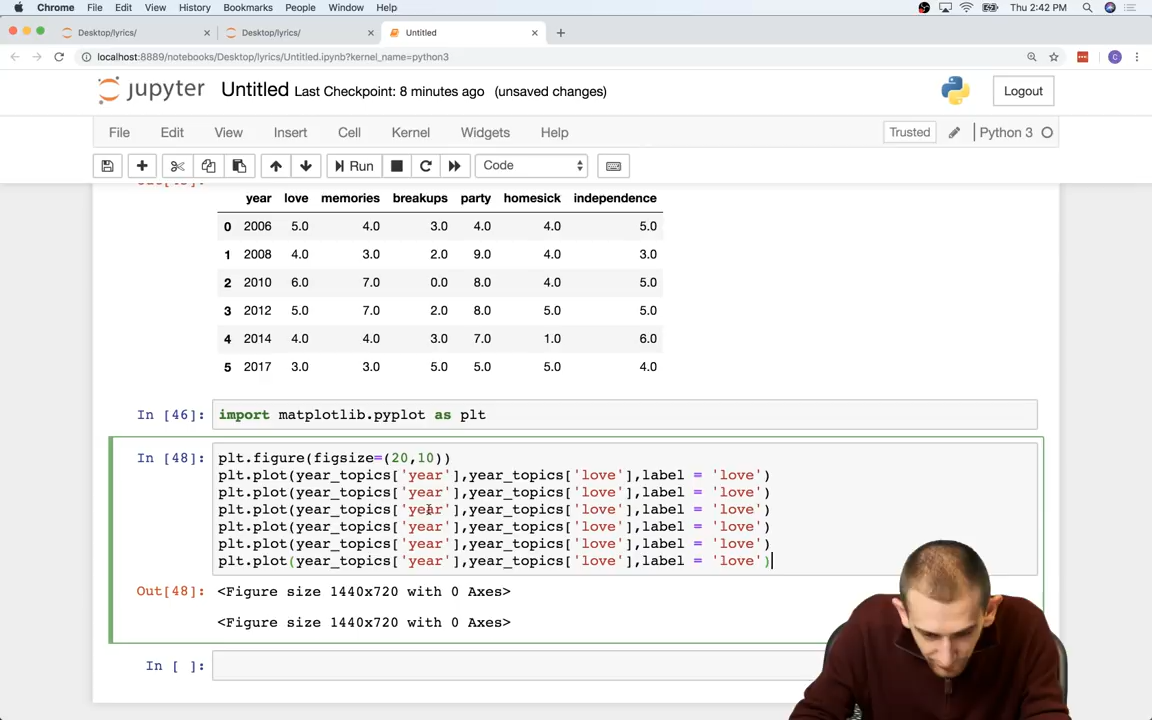 Chrome File Edit View History Bookmarks People Window Help Thu 2:42 PM
Desktop/lyrics/ × Desktop/lyrics/ × Untitled × +
localhost:8889/notebooks/Desktop/lyrics/Untitled.ipynb?kernel_name=python3 C
jupyter Untitled Last Checkpoint: 8 minutes ago (unsaved changes) Logout
File Edit View Insert Cell Kernel Widgets Help Trusted Python 3
Run Code
year love memories breakups party homesick independence
0 2006 5.0 4.0 3.0 4.0 4.0 5.0
1 2008 4.0 3.0 2.0 9.0 4.0 3.0
2 2010 6.0 7.0 0.0 8.0 4.0 5.0
3 2012 5.0 7.0 2.0 8.0 5.0 5.0
4 2014 4.0 4.0 3.0 7.0 1.0 6.0
5 2017 3.0 3.0 5.0 5.0 5.0 4.0
In [46]: import matplotlib.pyplot as plt
In [48]: plt.figure(figsize=(20,10))
plt.plot(year_topics['year'],year_topics['love'],label = 'love')
plt.plot(year_topics['year'],year_topics['love'],label = 'love')
plt.plot(year_topics['year'],year_topics['love'],label = 'love')
plt.plot(year_topics['year'],year_topics['love'],label = 'love')
plt.plot(year_topics['year'],year_topics['love'],label = 'love')
plt.plot(year_topics['year'],year_topics['love'],label = 'love')
Out[48]: <Figure size 1440x720 with 0 Axes>
<Figure size 1440x720 with 0 Axes>
In [ ]: